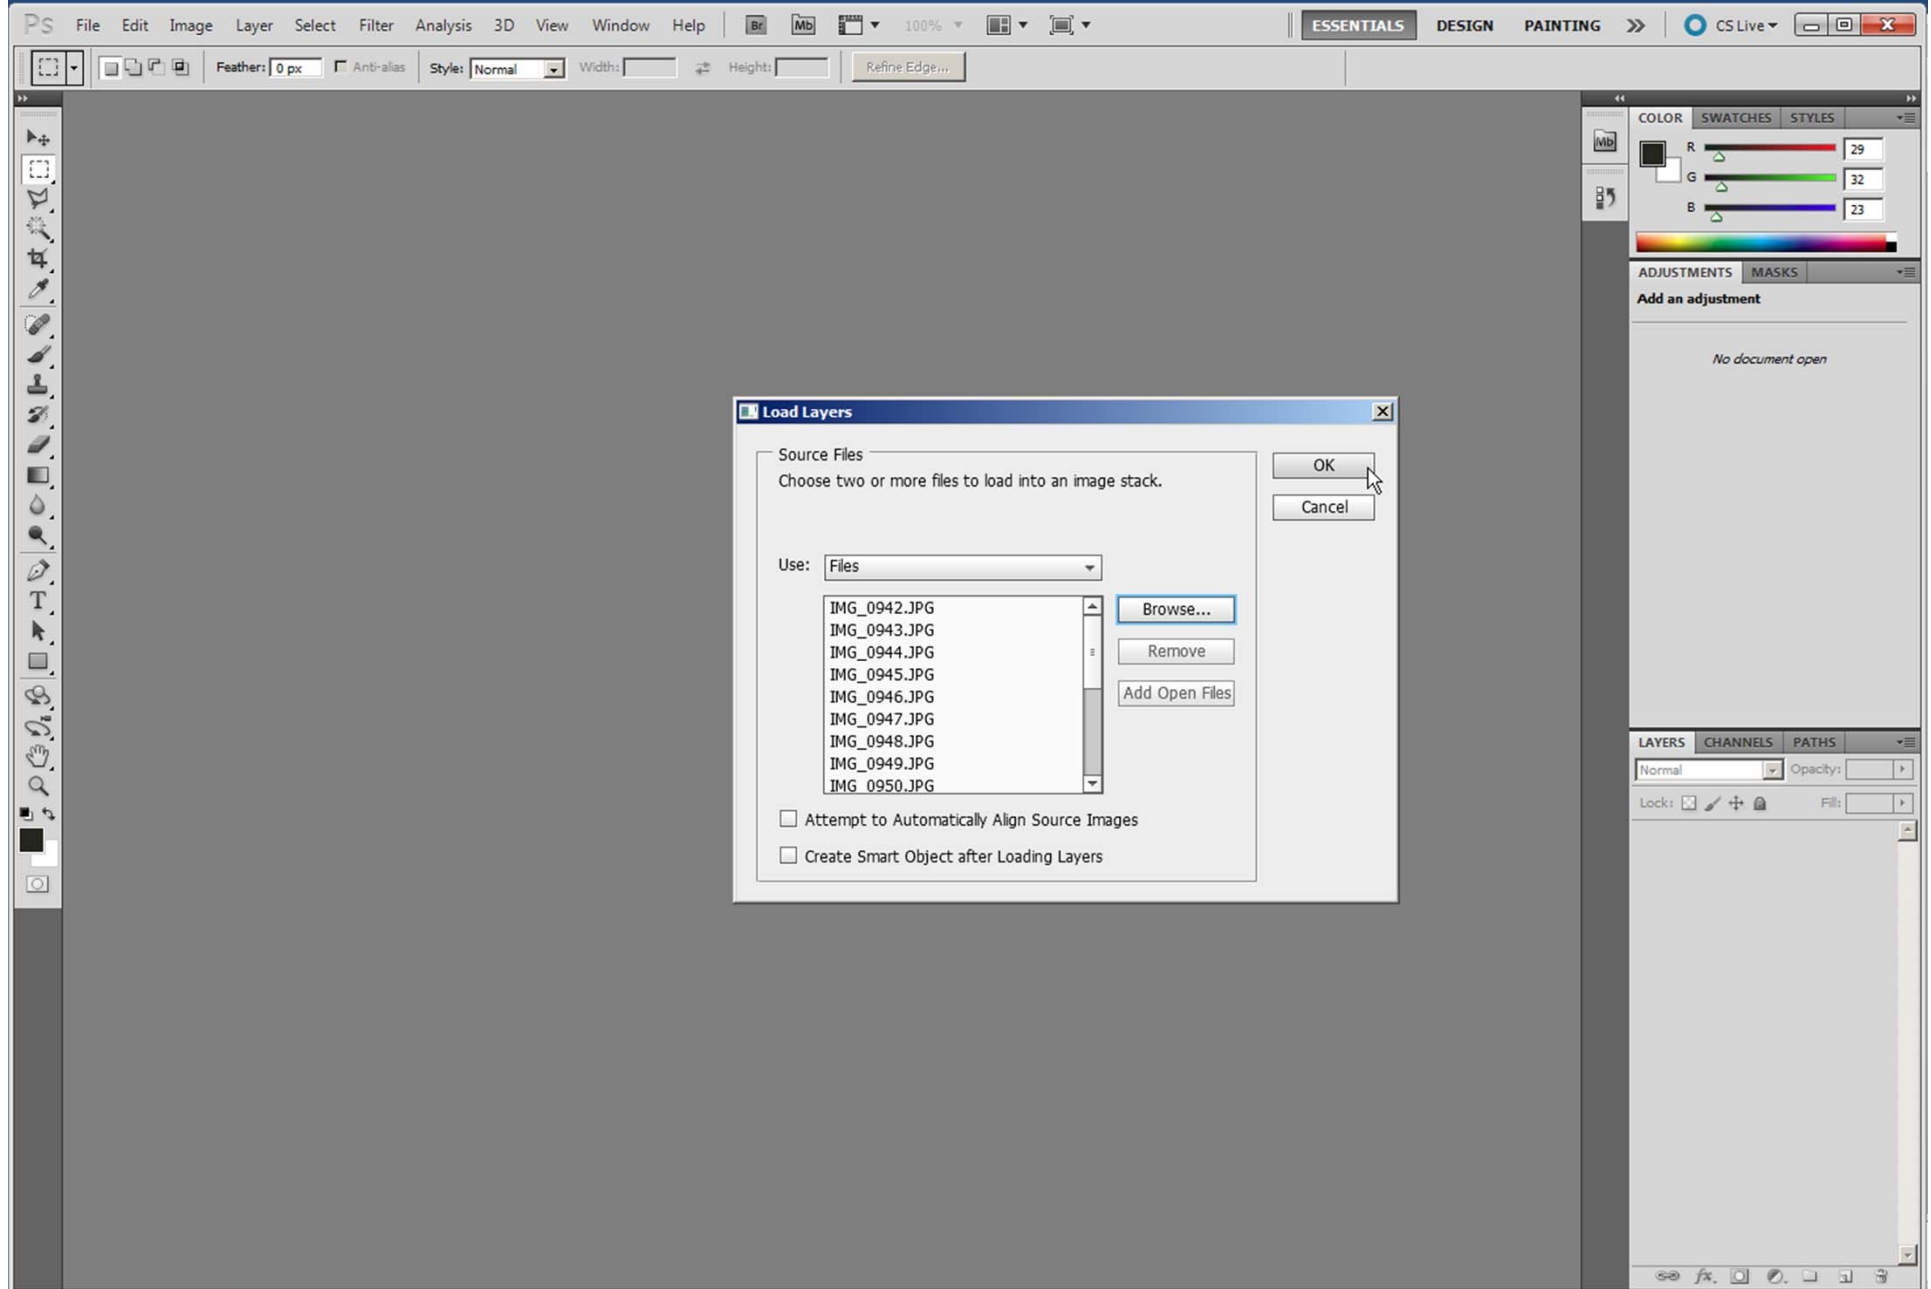 Ps File Edit Image Layer Select Filter Analysis 3D View Window Help Br Mb 100% ESSENTIALS DESIGN PAINTING CS Live
Feather: 0 px Anti-alias Style: Normal Width: Height: Refine Edge...
Mb
COLOR SWATCHES STYLES
R 29
G 32
B 23
ADJUSTMENTS MASKS
Add an adjustment
No document open
Load Layers
Source Files
Choose two or more files to load into an image stack.
OK
Cancel
Use: Files
IMG_0942.JPG
IMG_0943.JPG
IMG_0944.JPG
IMG_0945.JPG
IMG_0946.JPG
IMG_0947.JPG
IMG_0948.JPG
IMG_0949.JPG
IMG_0950.JPG
Browse...
Remove
Add Open Files
Attempt to Automatically Align Source Images
Create Smart Object after Loading Layers
LAYERS CHANNELS PATHS
Normal Opacity:
Lock: Fill:
fx.